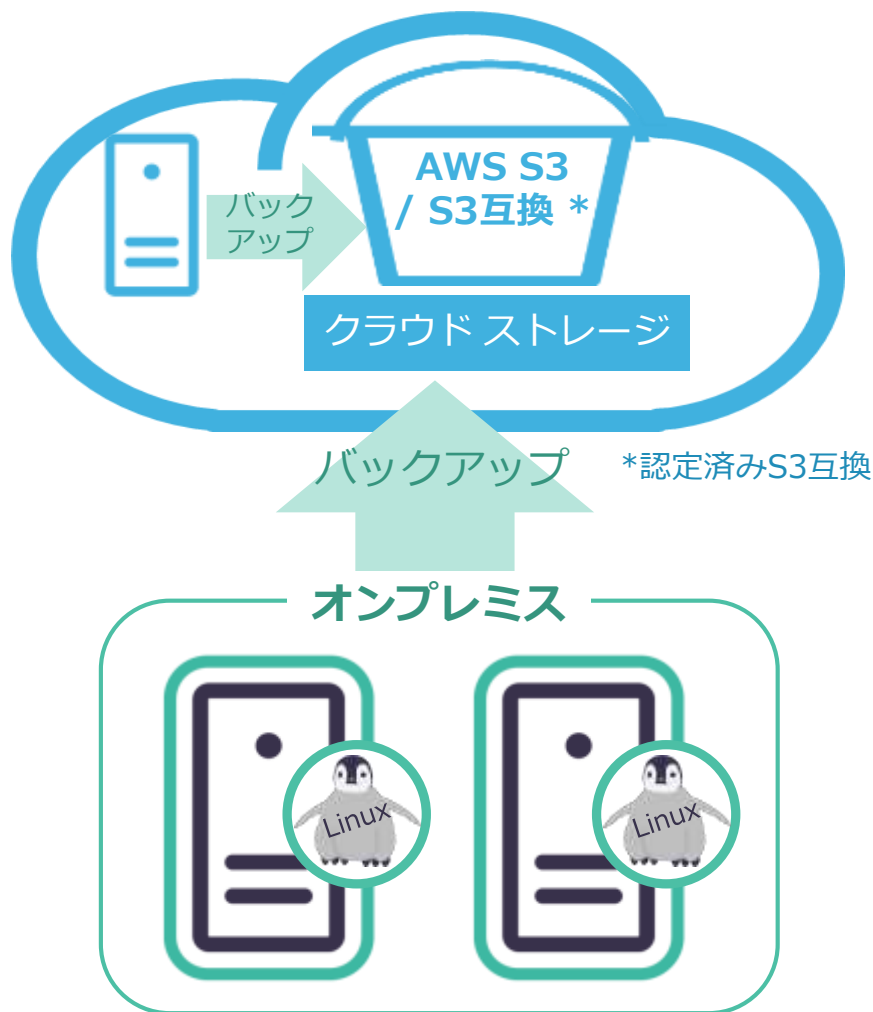 AWS S3
/ S3互換 *
バック
アップ
クラウド ストレージ
バックアップ
*認定済みS3互換
オンプレミス
Linux
Linux